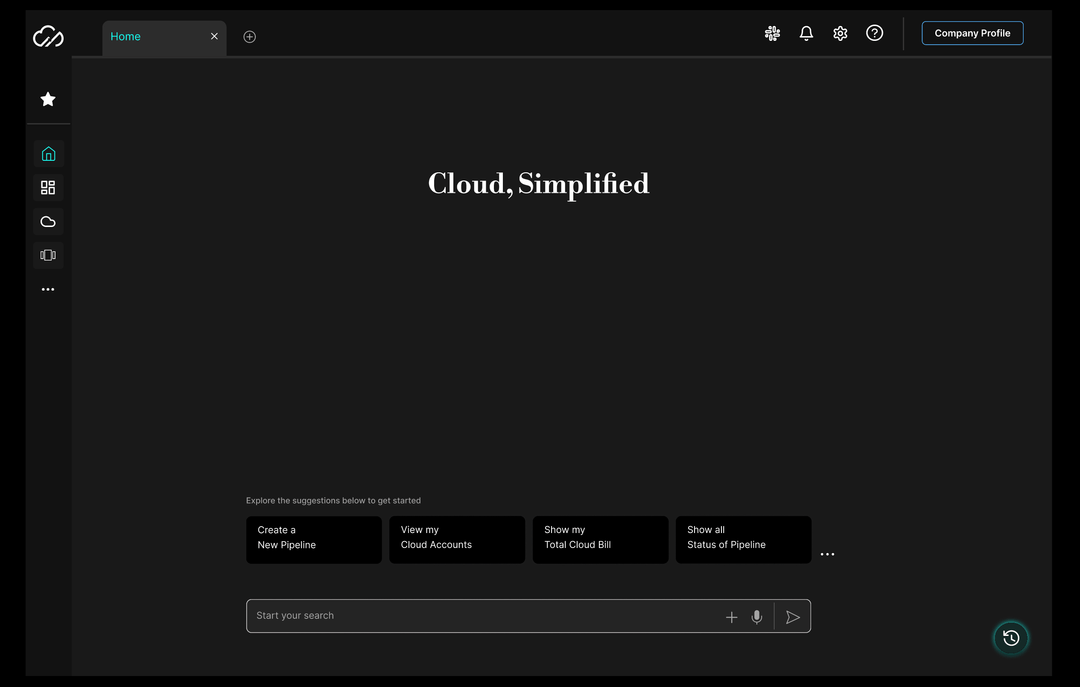 Home
Company Profile
Cloud, Simplified
Explore the suggestions below to get started
Create a
New Pipeline
View my
Cloud Accounts
Show my
Total Cloud Bill
Show all
Status of Pipeline
Start your search